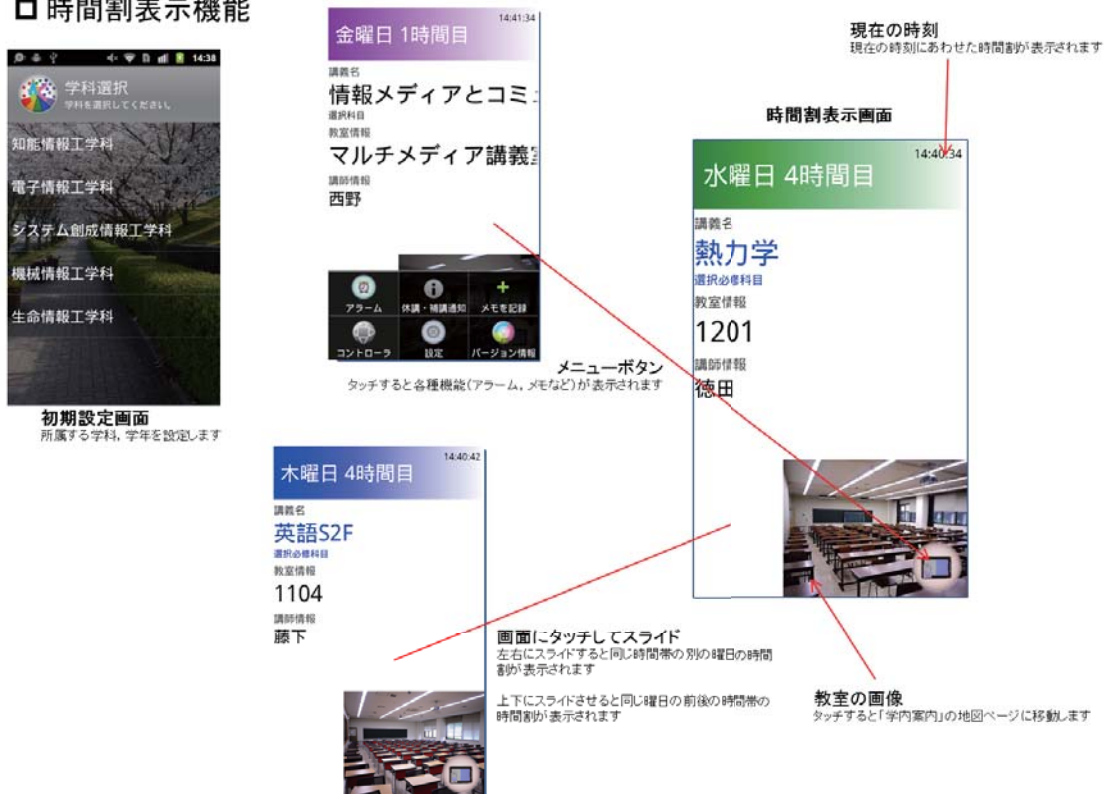 時間割表示機能
14:38
学科選択
学科を選択してください。
知能情報工学科
電子情報工学科
システム創成情報工学科
機械情報工学科
生命情報工学科
初期設定画面
所属する学科, 学年を設定します
14:41:34
金曜日 1時間目
講義名
情報メディアとコミ
選択科目
教室情報
マルチメディア講義
講師情報
西野
アラーム
休講・補講通知
メモを記録
コントローラ
設定
バージョン情報
メニューボタン
タッチすると各種機能(アラーム, メモなど)が表示されます
現在の時刻
現在の時刻にあわせた時間割が表示されます
時間割表示画面
14:40:34
水曜日 4時間目
講義名
熱力学
選択必修科目
教室情報
1201
講師情報
徳田
教室の画像
タッチすると「学内案内」の地図ページに移動します
14:40:42
木曜日 4時間目
講義名
英語S2F
選択必修科目
教室情報
1104
講師情報
藤下
画面にタッチしてスライド
左右にスライドすると同じ時間帯の別の曜日の時間
割が表示されます
上下にスライドさせると同じ曜日の前後の時間帯の
時間割が表示されます